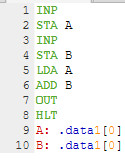 1 INP
2 STA A
3 INP
4 STA B
5 LDA A
6 ADD B
7 OUT
8 HLT
9 A: .data1[0]
10 B: .data1[0]